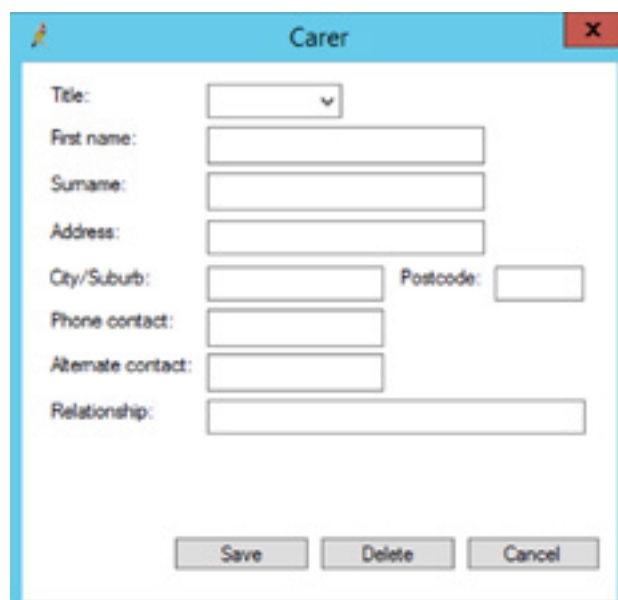 Carer
x
Title:
First name:
Surname:
Address:
City/Suburb: Postcode:
Phone contact:
Alternate contact:
Relationship:
Save Delete Cancel